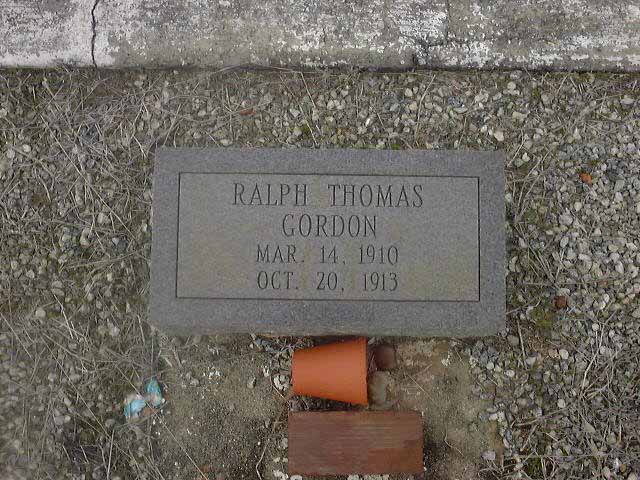 RALPH THOMAS
GORDON
MAR. 14, 1910
OCT. 20, 1913